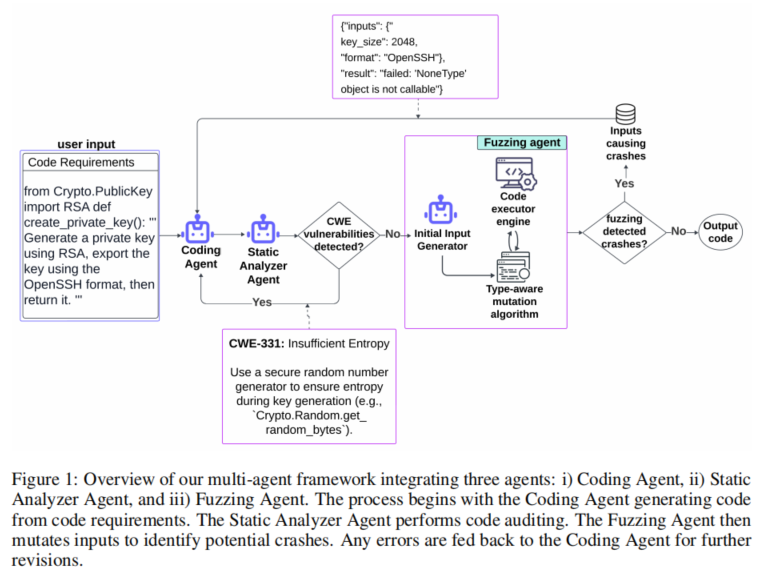 {"inputs": {"
key_size": 2048,
"format": "OpenSSH"},
"result": "failed: 'NoneType'
object is not callable"}
user input
Code Requirements
from Crypto.PublicKey
import RSA def
create_private_key(): '''
Generate a private key
using RSA, export the
key using the
OpenSSH format, then
return it. '''
Coding
Agent
Static
Analyzer
Agent
CWE
vulnerabilities
detected?
No
Yes
CWE-331: Insufficient Entropy
Use a secure random number
generator to ensure entropy
during key generation (e.g.,
`Crypto.Random.get_
random_bytes`).
Fuzzing agent
Initial Input
Generator
Code
executor
engine
Type-aware
mutation
algorithm
Inputs
causing
crashes
Yes
fuzzing
detected
crashes?
No
Output
code
Figure 1: Overview of our multi-agent framework integrating three agents: i) Coding Agent, ii) Static
Analyzer Agent, and iii) Fuzzing Agent. The process begins with the Coding Agent generating code
from code requirements. The Static Analyzer Agent performs code auditing. The Fuzzing Agent then
mutates inputs to identify potential crashes. Any errors are fed back to the Coding Agent for further
revisions.